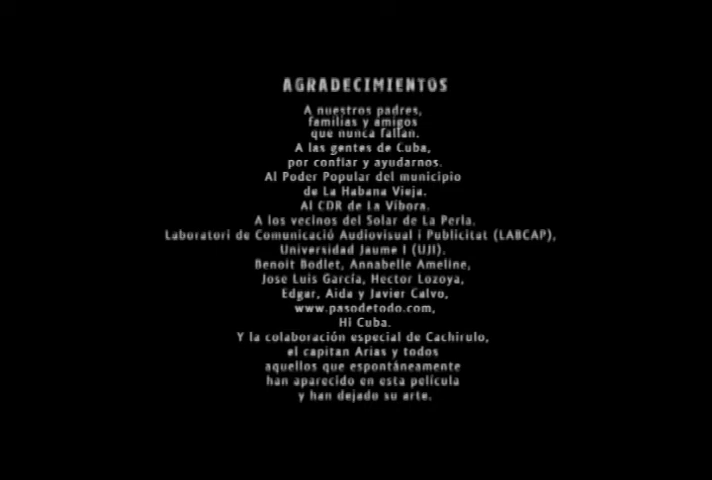 AGRADECIMIENTOS
A nuestros padres,
familias y amigos
que nunca fallan.
A las gentes de Cuba,
por confiar y ayudarnos.
Al Poder Popular del municipio
de La Habana Vieja.
Al CDR de La Víbora.
A los vecinos del Solar de La Perla.
Laboratori de Comunicació Audiovisual i Publicitat (LABCAP),
Universidad Jaume I (UJI).
Benoit Bodlet, Annabelle Ameline,
Jose Luis García, Hector Lozoya,
Edgar, Aida y Javier Calvo,
www.pasodetodo.com,
Hi Cuba.
Y la colaboración especial de Cachirulo,
el capitan Arias y todos
aquellos que espontáneamente
han aparecido en esta película
y han dejado su arte.